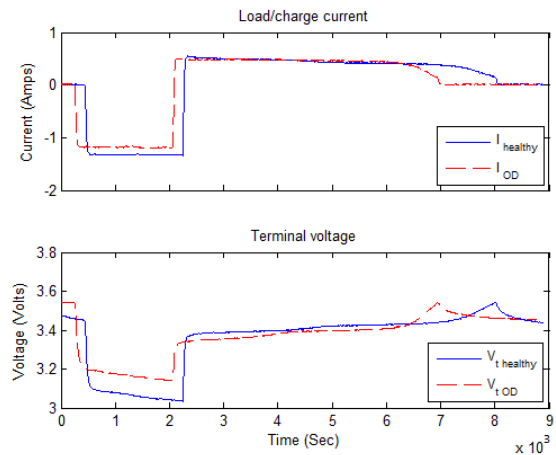 Load/charge current
Current (Amps)
1
0
-1
-2
I healthy
I OD
Terminal voltage
Voltage (Volts)
3.8
3.6
3.4
3.2
3
V t healthy
V t OD
0 1 2 3 4 5 6 7 8 9
Time (Sec)
x 10^3